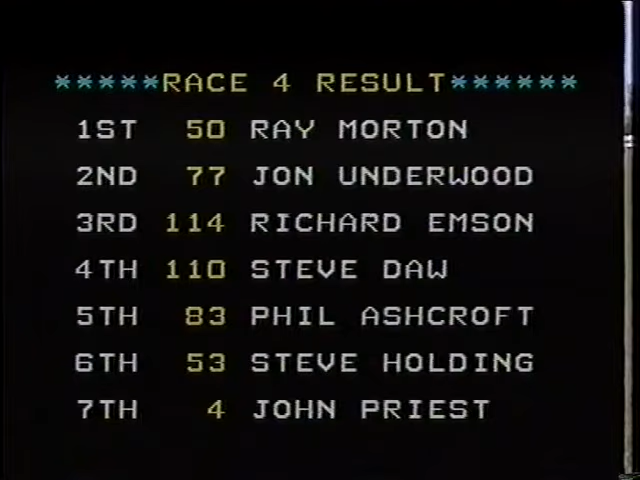 *****RACE 4 RESULT******
1ST 50 RAY MORTON
2ND 77 JON UNDERWOOD
3RD 114 RICHARD EMSON
4TH 110 STEVE DAW
5TH 83 PHIL ASHCROFT
6TH 53 STEVE HOLDING
7TH 4 JOHN PRIEST